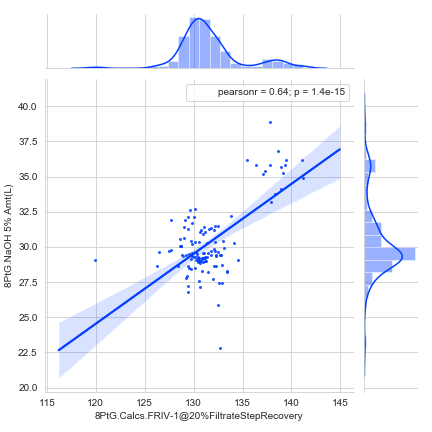 pearsonr = 0.64; p = 1.4e-15
40.0
37.5
35.0
32.5
30.0
27.5
25.0
22.5
20.0
8PtG.NaOH 5% Amt(L)
115 120 125 130 135 140 145
8PtG.Calcs.FRIV-1@20%FiltrateStepRecovery